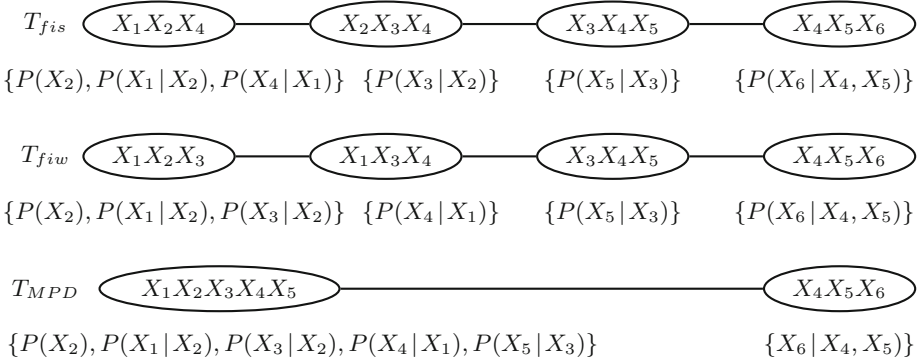 T_{fis} X_1X_2X_4 X_2X_3X_4 X_3X_4X_5 X_4X_5X_6
{P(X_2), P(X_1 | X_2), P(X_4 | X_1)} {P(X_3 | X_2)} {P(X_5 | X_3)} {P(X_6 | X_4, X_5)}
T_{fiw} X_1X_2X_3 X_1X_3X_4 X_3X_4X_5 X_4X_5X_6
{P(X_2), P(X_1 | X_2), P(X_3 | X_2)} {P(X_4 | X_1)} {P(X_5 | X_3)} {P(X_6 | X_4, X_5)}
T_{MPD} X_1X_2X_3X_4X_5 X_4X_5X_6
{P(X_2), P(X_1 | X_2), P(X_3 | X_2), P(X_4 | X_1), P(X_5 | X_3)} {X_6 | X_4, X_5)}